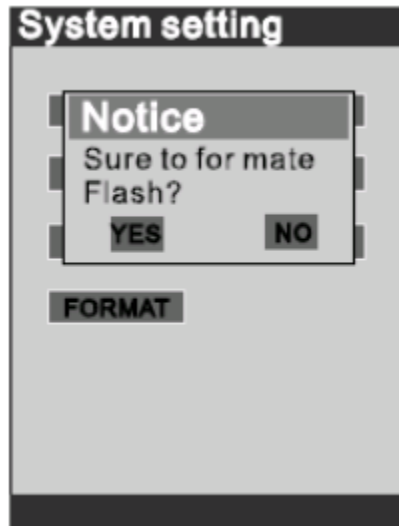 System setting
Notice
Sure to for mate
Flash?
YES NO
FORMAT